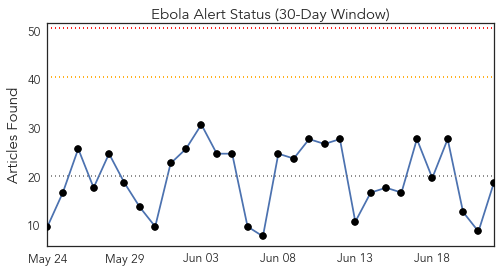 Ebola Alert Status (30-Day Window)
Articles Found
50
40
30
20
10
May 24
May 29
Jun 03
Jun 08
Jun 13
Jun 18